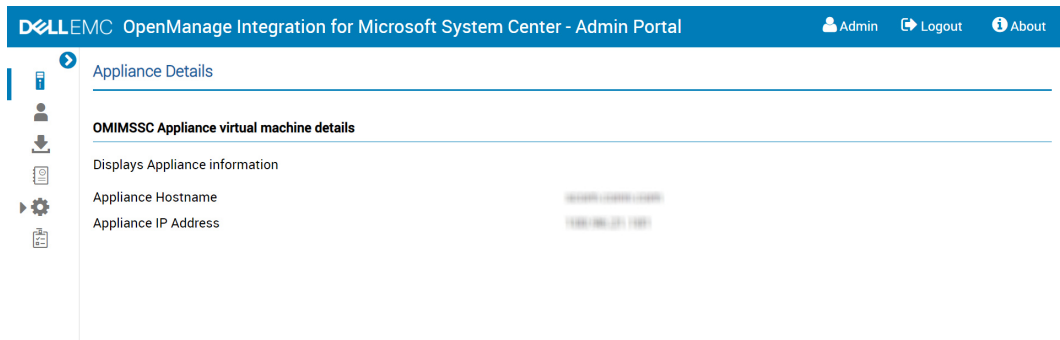 DELLEMC OpenManage Integration for Microsoft System Center - Admin Portal Admin Logout About
Appliance Details
OMIMSSC Appliance virtual machine details
Displays Appliance information
Appliance Hostname
Appliance IP Address